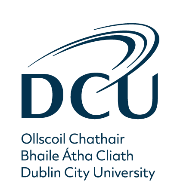 DCU
Ollscoil Chathair
Bhaile Átha Cliath
Dublin City University